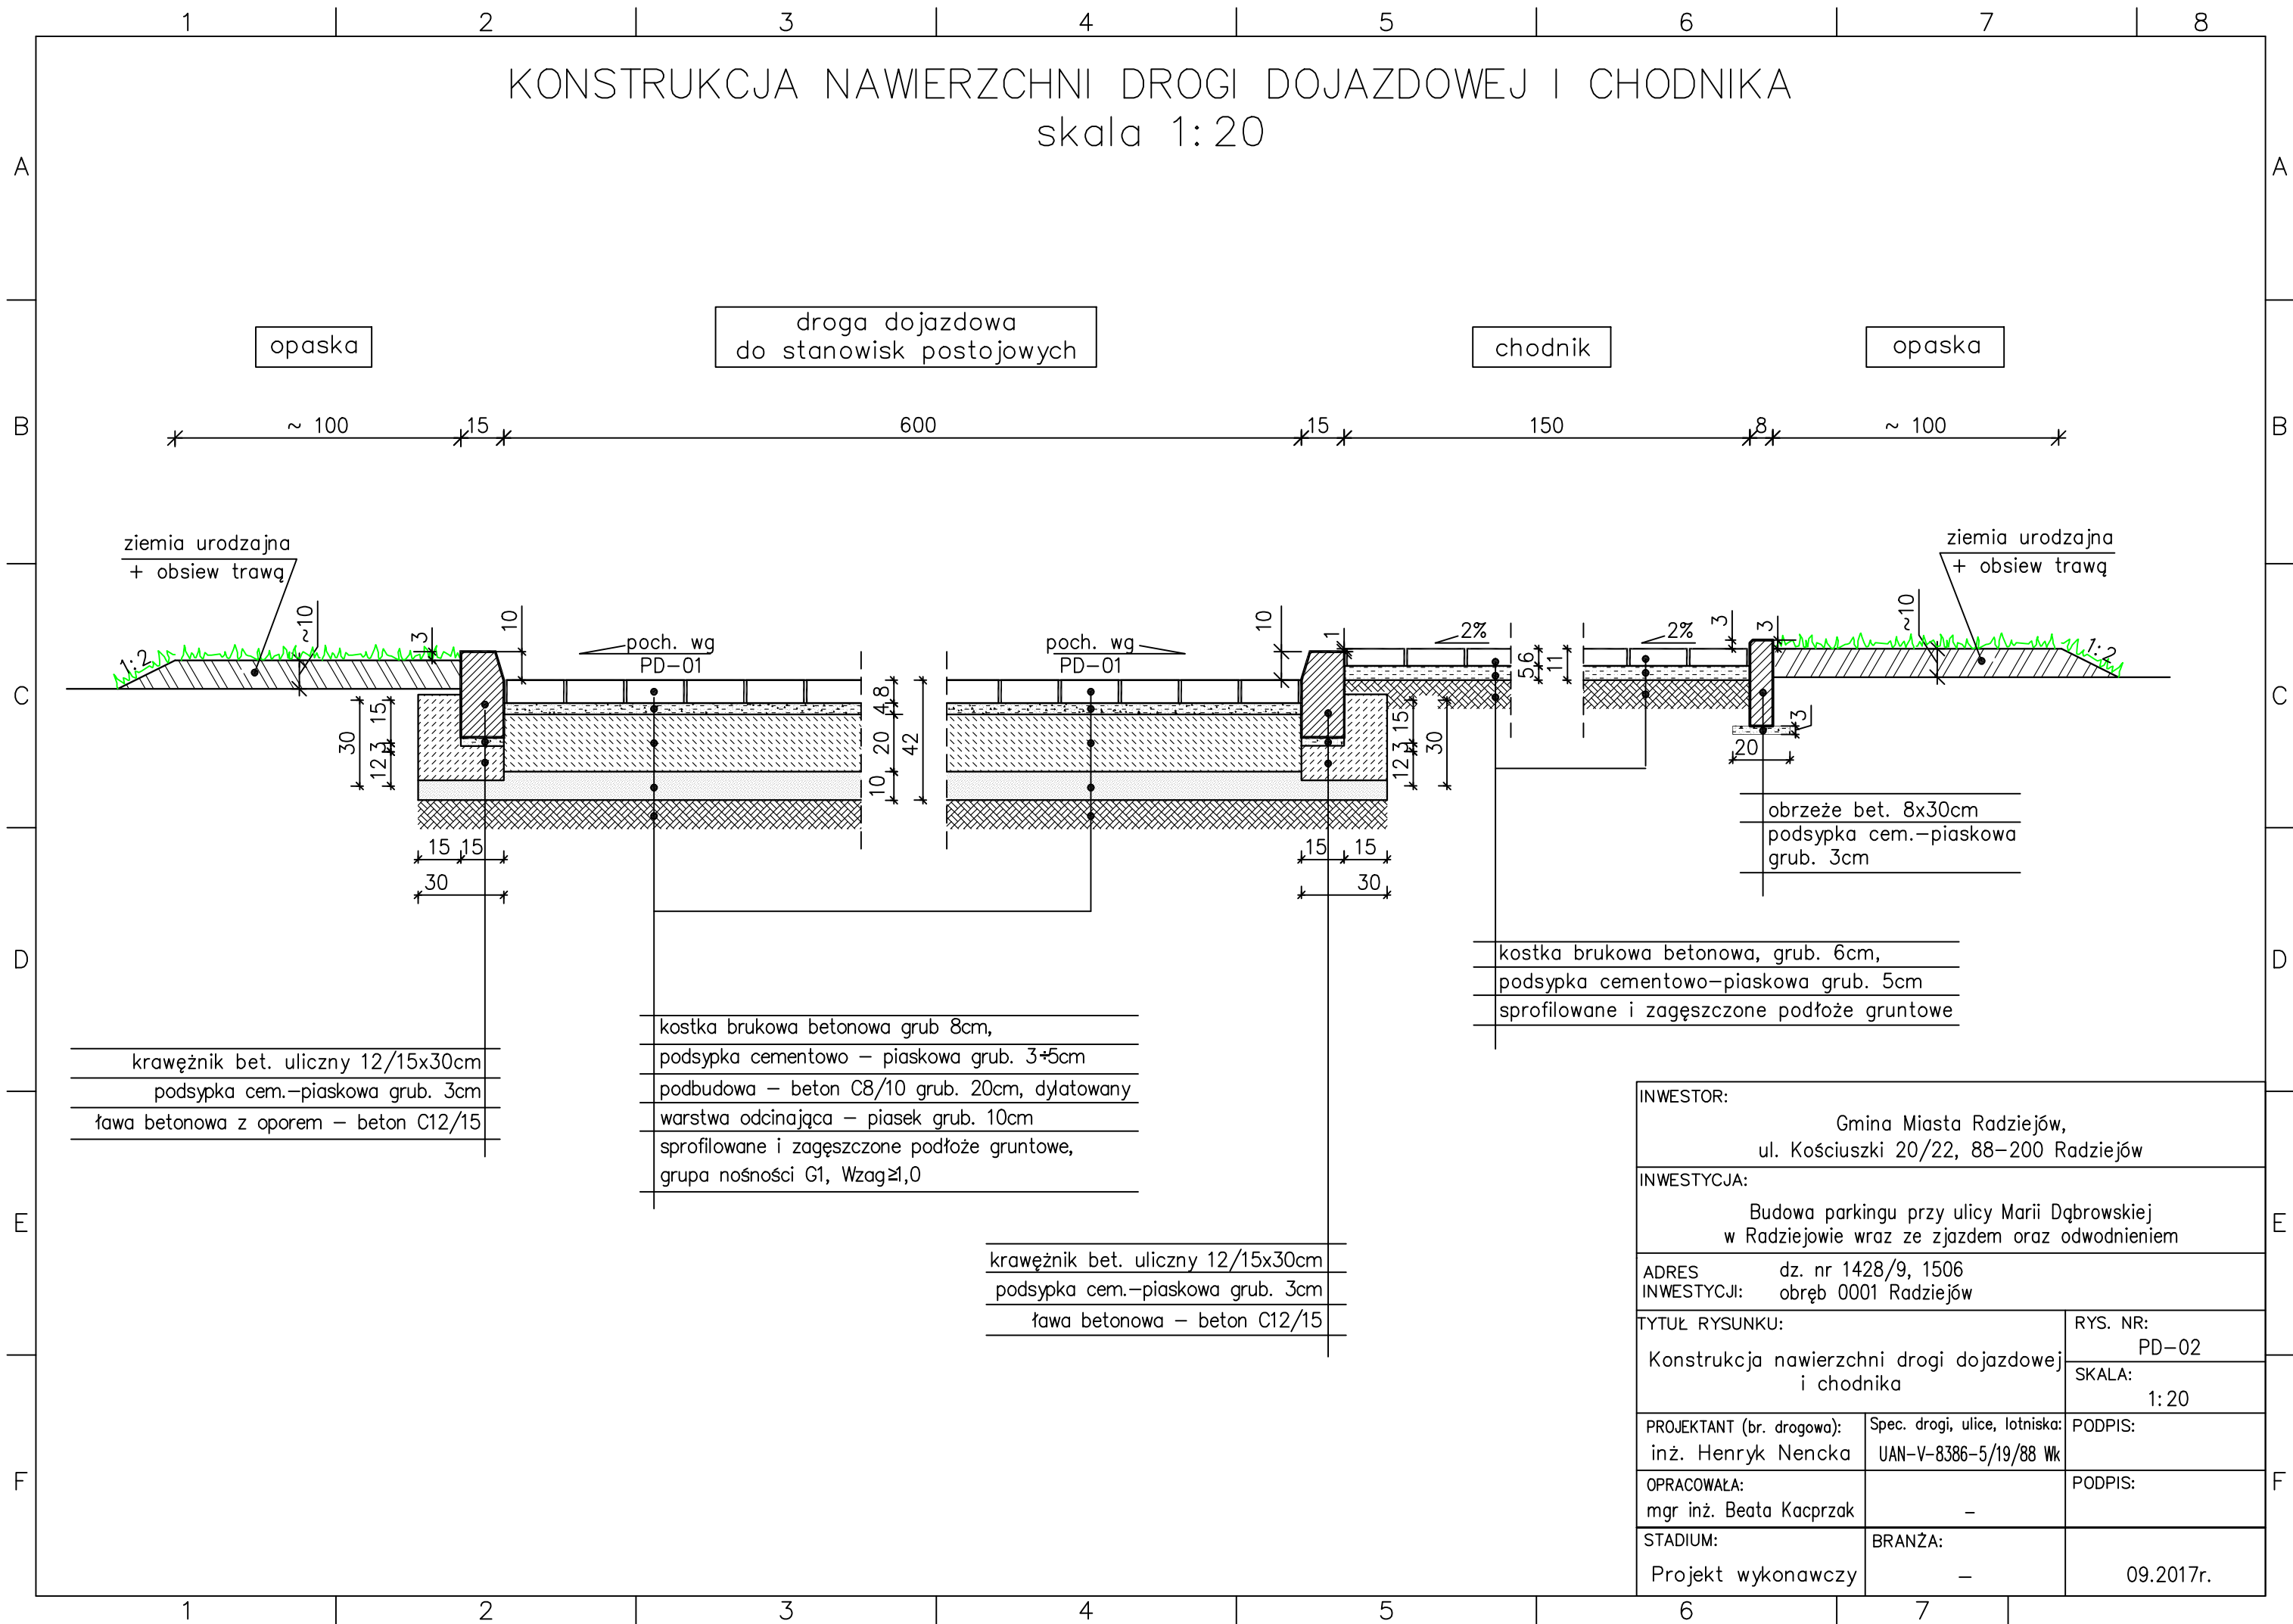 1 2 3 4 5 6 7 8
KONSTRUKCJA NAWIERZCHNI DROGI DOJAZDOWEJ I CHODNIKA
skala 1:20
A A
opaska
droga dojazdowa
do stanowisk postojowych
chodnik
opaska
B B
~ 100 15 600 15 150 8 ~ 100
ziemia urodzajna
+ obsiew trawą
ziemia urodzajna
+ obsiew trawą
1:2
~10
3
10
poch. wg
PD-01
poch. wg
PD-01
10
1
2%
2%
3
3
~10
1:2
C C
30
15
3
12
8
4
20
10
42
15
3
12
30
5 6
11
3
20
15 15
30
15 15
30
obrzeże bet. 8x30cm
podsypka cem.-piaskowa
grub. 3cm
D D
kostka brukowa betonowa, grub. 6cm,
podsypka cementowo-piaskowa grub. 5cm
sprofilowane i zagęszczone podłoże gruntowe
kostka brukowa betonowa grub 8cm,
podsypka cementowo - piaskowa grub. 3÷5cm
podbudowa - beton C8/10 grub. 20cm, dylatowany
warstwa odcinająca - piasek grub. 10cm
sprofilowane i zagęszczone podłoże gruntowe,
grupa nośności G1, Wzag≥1,0
krawężnik bet. uliczny 12/15x30cm
podsypka cem.-piaskowa grub. 3cm
ława betonowa z oporem - beton C12/15
krawężnik bet. uliczny 12/15x30cm
podsypka cem.-piaskowa grub. 3cm
ława betonowa - beton C12/15
E E
INWESTOR:
Gmina Miasta Radziejów,
ul. Kościuszki 20/22, 88-200 Radziejów
INWESTYCJA:
Budowa parkingu przy ulicy Marii Dąbrowskiej
w Radziejowie wraz ze zjazdem oraz odwodnieniem
ADRES
INWESTYCJI:
dz. nr 1428/9, 1506
obręb 0001 Radziejów
TYTUŁ RYSUNKU:
Konstrukcja nawierzchni drogi dojazdowej
i chodnika
RYS. NR:
PD-02
SKALA:
1:20
PROJEKTANT (br. drogowa):
inż. Henryk Nencka
Spec. drogi, ulice, lotniska:
UAN-V-8386-5/19/88 Wk
PODPIS:
OPRACOWAŁA:
mgr inż. Beata Kacprzak
-
PODPIS:
STADIUM:
Projekt wykonawczy
BRANŻA:
-
09.2017r.
F F
1 2 3 4 5 6 7